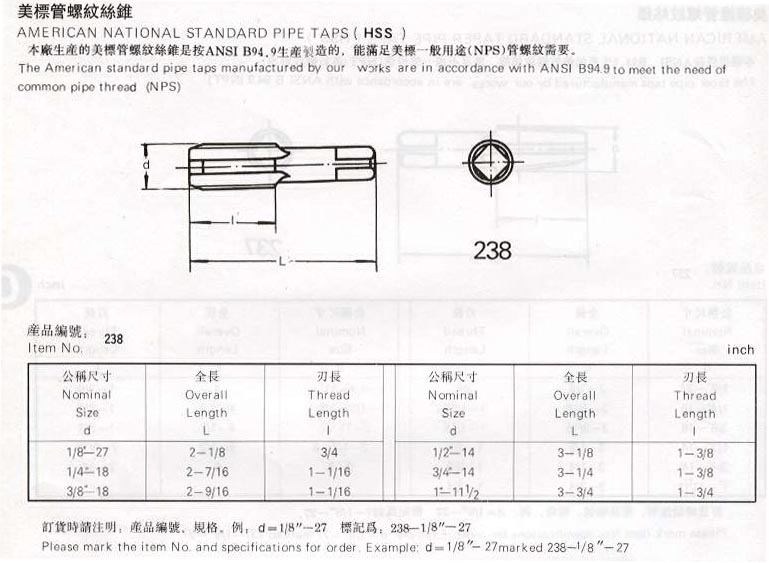 美標管螺紋絲錐
AMERICAN NATIONAL STANDARD PIPE TAPS ( HSS )
本廠生産的美標管螺紋絲錐是按ANSI B94.9生産製造的，能滿足美標一般用途(NPS)管螺紋需要。
The American standard pipe taps manufactured by our works are in accordance with ANSI B94.9 to meet the need of
common pipe thread (NPS)
d
l
L
238
産品編號： 238
Item No.
inch
公稱尺寸 全長 刃長 公稱尺寸 全長 刃長
Nominal Overall Thread Nominal Overall Thread
Size Length Length Size Length Length
d L l d L l
1/8"—27 2—1/8 3/4 1/2"—14 3—1/8 1—3/8
1/4"—18 2—7/16 1—1/16 3/4"—14 3—1/4 1—3/8
3/8"—18 2—9/16 1—1/16 1"—11 1/2 3—3/4 1—3/4
訂貨時請注明：産品編號、規格。例：d=1/8"—27 標記爲：238—1/8"—27
Please mark the item No. and specifications for order. Example: d=1/8"—27 marked 238—1/8"—27